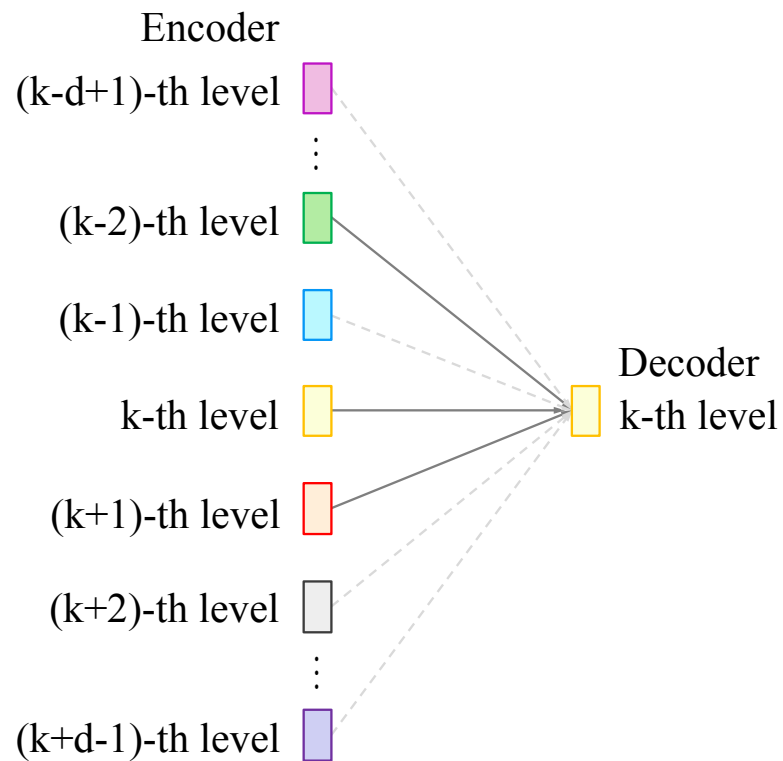 Encoder
(k-d+1)-th level
⋮
(k-2)-th level
(k-1)-th level
k-th level
(k+1)-th level
(k+2)-th level
⋮
(k+d-1)-th level
Decoder
k-th level